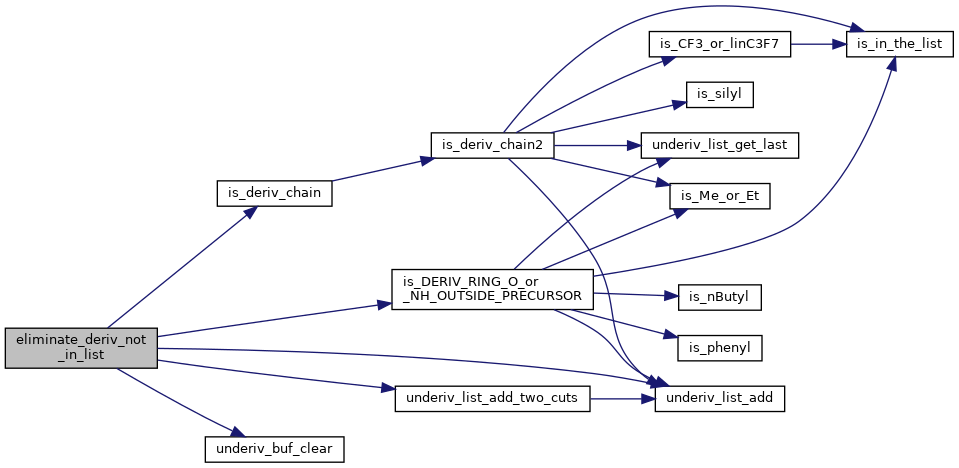 is_CF3_or_linC3F7
is_in_the_list
is_silyl
is_deriv_chain2
underiv_list_get_last
is_deriv_chain
is_Me_or_Et
is_DERIV_RING_O_or
_NH_OUTSIDE_PRECURSOR
is_nButyl
eliminate_deriv_not
_in_list
is_phenyl
underiv_list_add_two_cuts
underiv_list_add
underiv_buf_clear